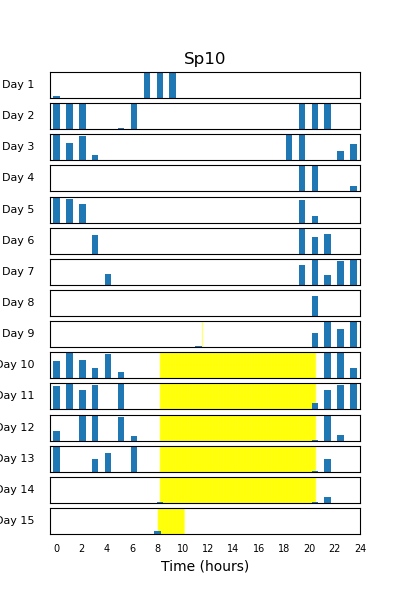 Sp10
Day 1
Day 2
Day 3
Day 4
Day 5
Day 6
Day 7
Day 8
Day 9
Day 10
Day 11
Day 12
Day 13
Day 14
Day 15
0 2 4 6 8 10 12 14 16 18 20 22 24
Time (hours)